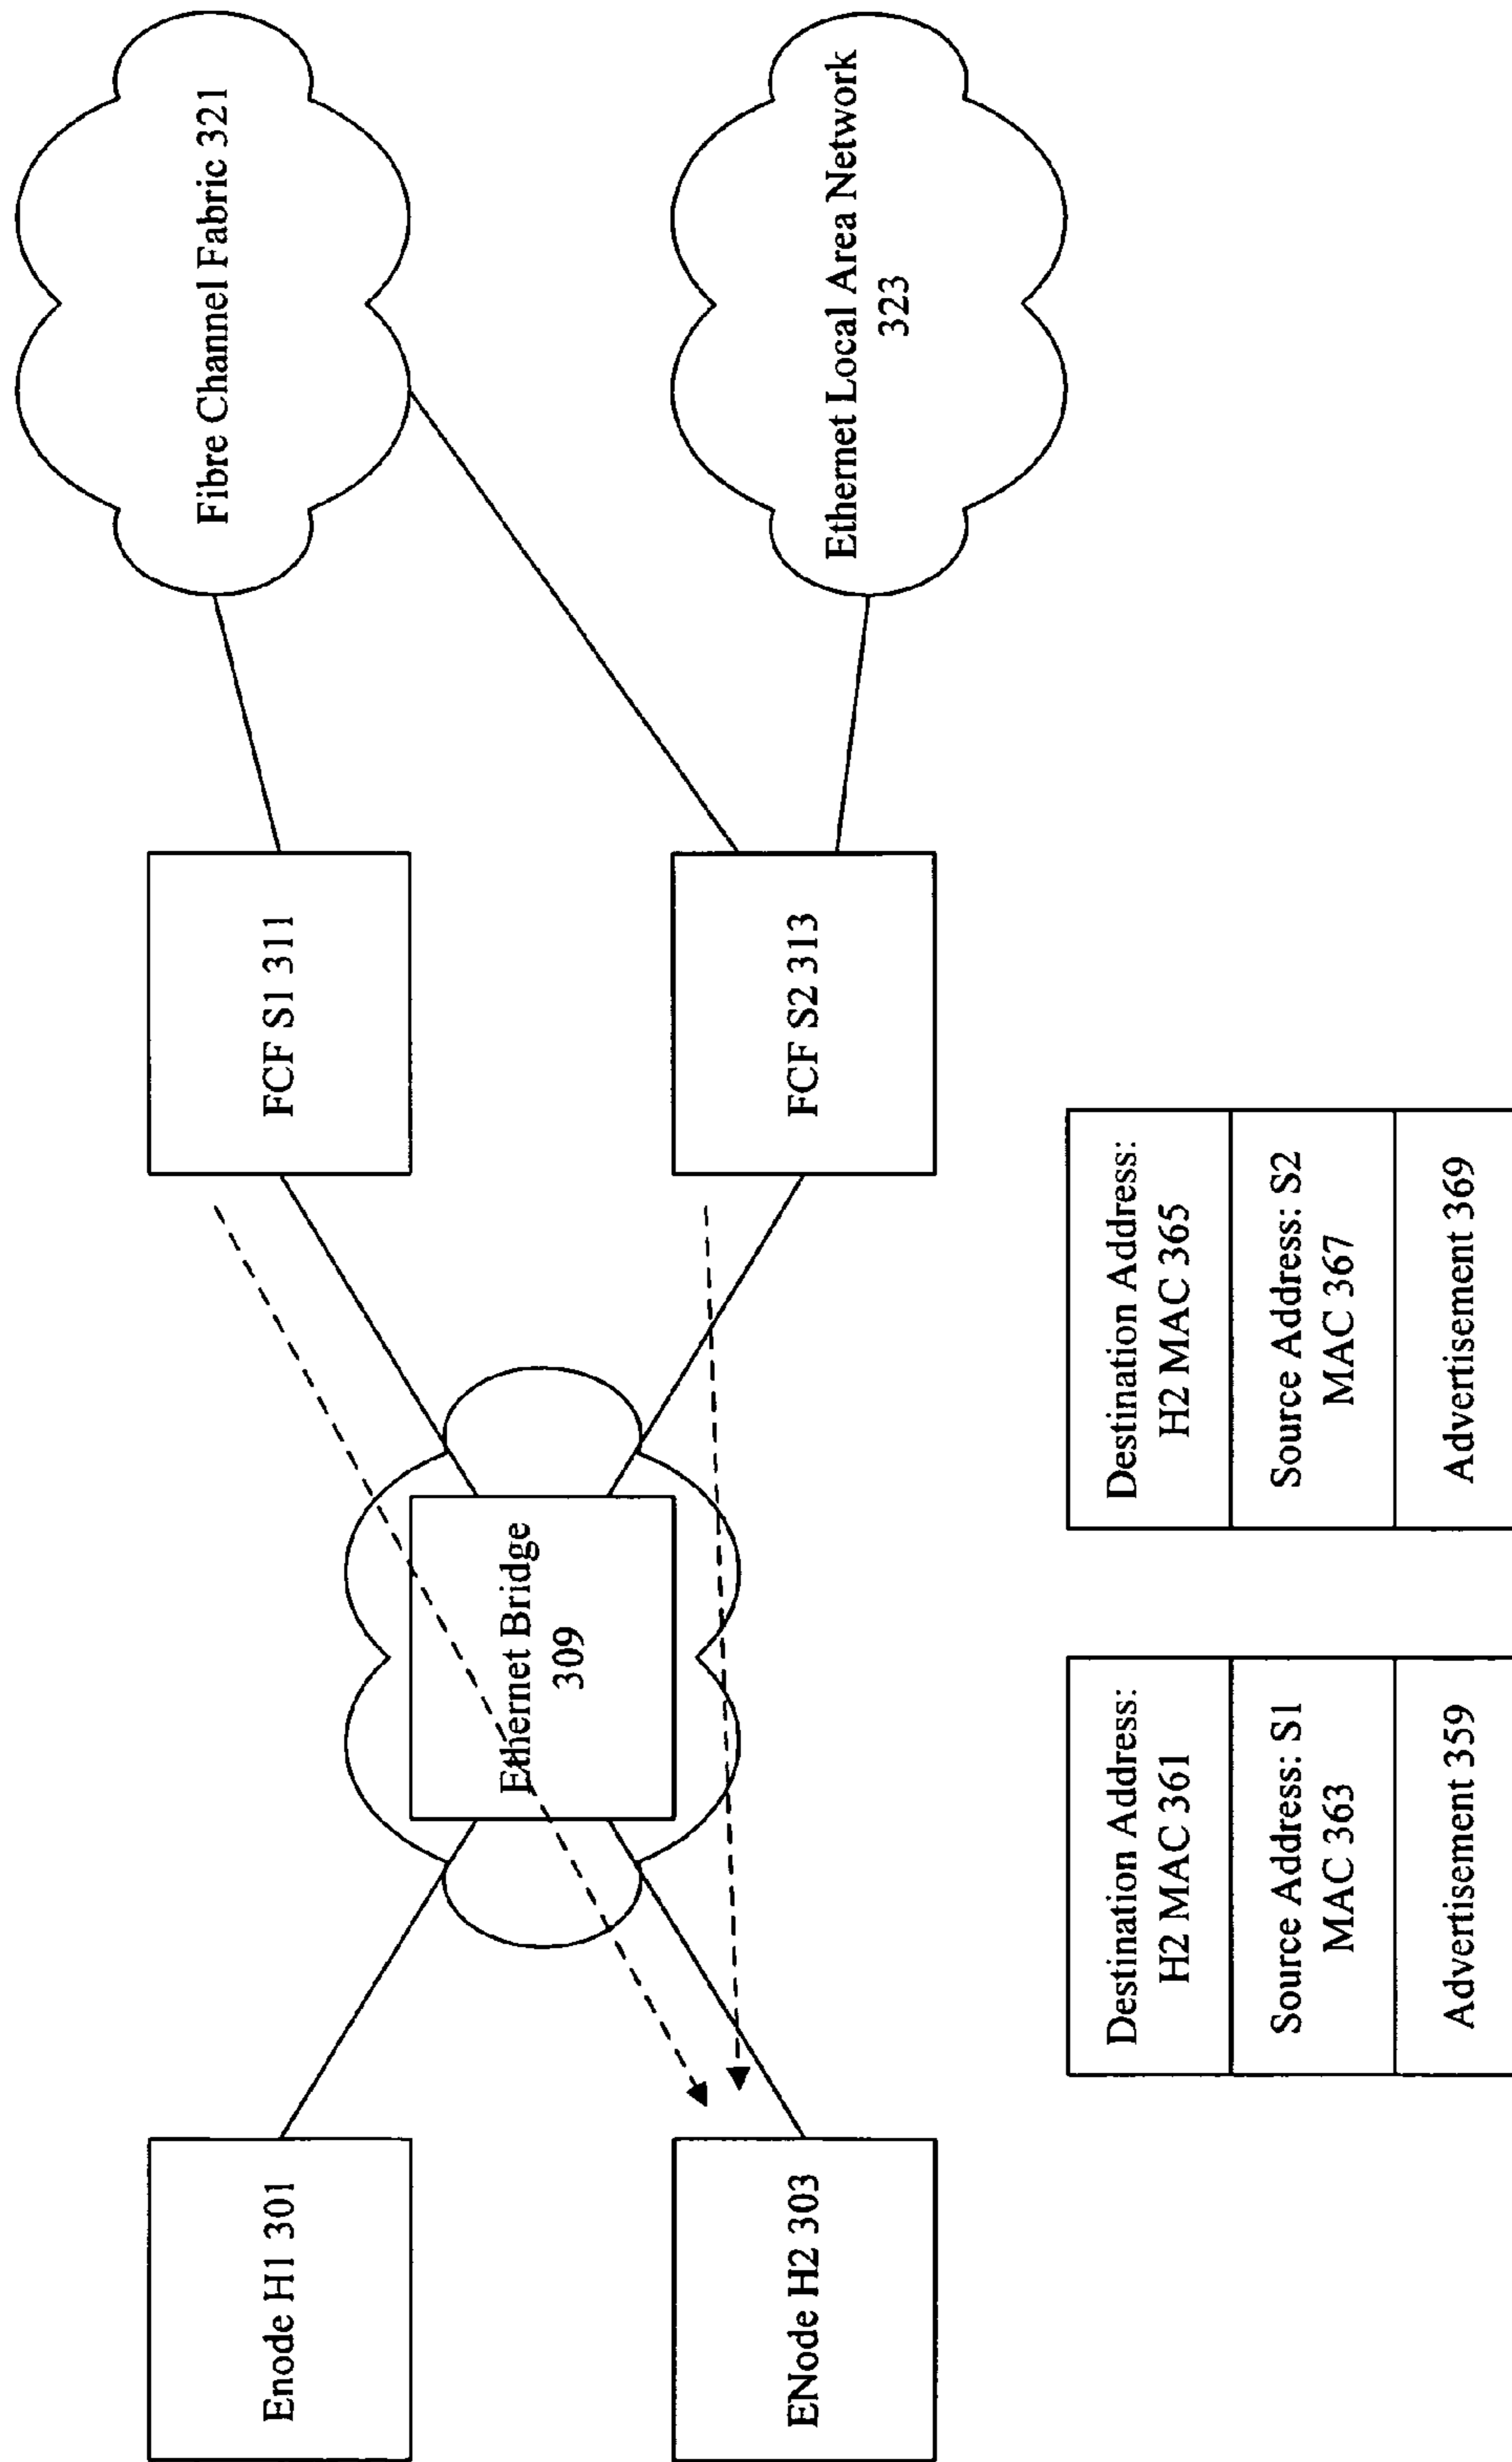 Enode H1 301
ENode H2 303
Ethernet Bridge
309
FCF S1 311
FCF S2 313
Fibre Channel Fabric 321
Ethernet Local Area Network
323
Destination Address:
H2 MAC 361
Source Address: S1
MAC 363
Advertisement 359
Destination Address:
H2 MAC 365
Source Address: S2
MAC 367
Advertisement 369